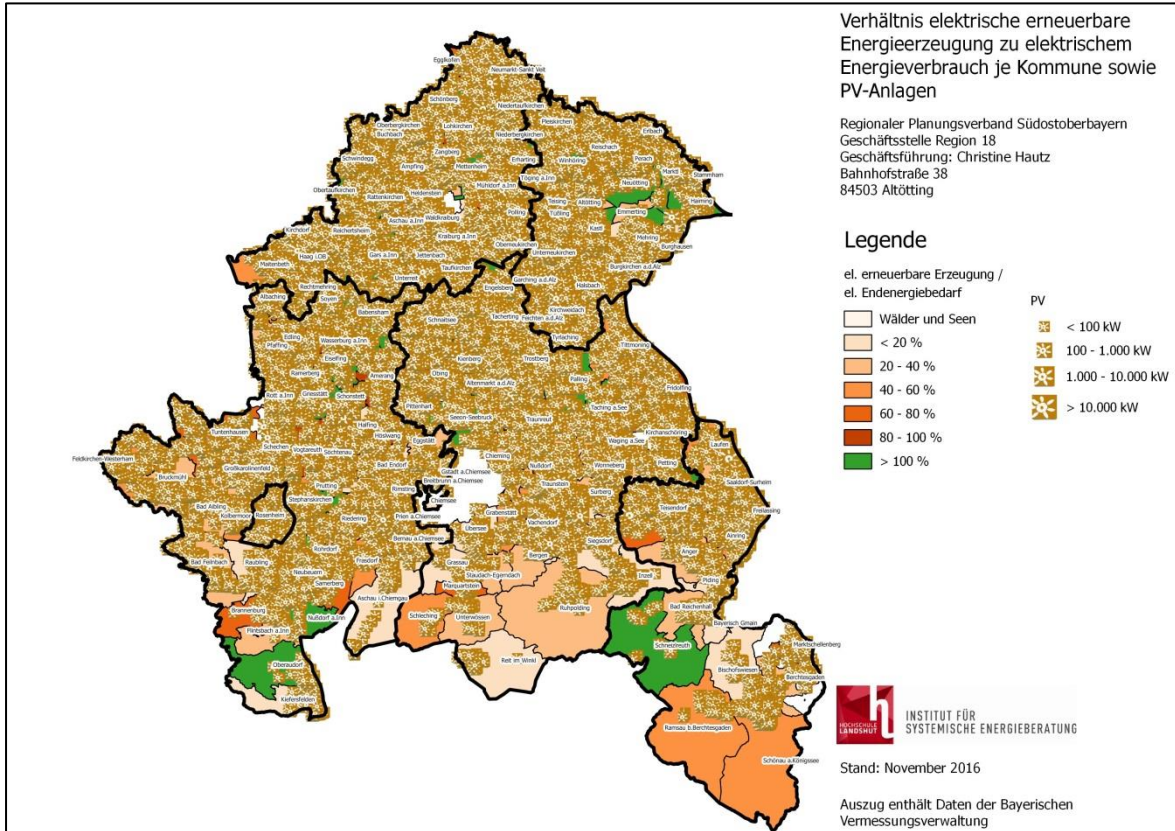 Verhältnis elektrische erneuerbare
Energieerzeugung zu elektrischem
Energieverbrauch je Kommune sowie
PV-Anlagen
Regionaler Planungsverband Südostoberbayern
Geschäftsstelle Region 18
Geschäftsführung: Christine Hautz
Bahnhofstraße 38
84503 Altötting
Legende
el. erneuerbare Erzeugung /
el. Endenergiebedarf
Wälder und Seen
< 20 %
20 - 40 %
40 - 60 %
60 - 80 %
80 - 100 %
> 100 %
PV
< 100 kW
100 - 1.000 kW
1.000 - 10.000 kW
> 10.000 kW
Egglkofen
Neumarkt-Sankt Veit
Schönberg
Niedertaufkirchen
Oberbergkirchen
Buchbach
Lohkirchen
Pleiskirchen
Erlbach
Niederbergkirchen
Zangberg
Reischach
Schwindegg
Mettenheim
Erharting
Winhöring
Perach
Ampfing
Marktl
Stammham
Mühldorf a.Inn
Töging a.Inn
Neuötting
Obertaufkirchen
Heldenstein
Rattenkirchen
Teising
Altötting
Haiming
Aschau a.Inn
Waldkraiburg
Polling
Tüßling
Emmerting
Kirchdorf
Reichertsheim
Kastl
Mehring
Kraiburg a.Inn
Oberneukirchen
Burghausen
Haag i.OB
Gars a.Inn
Jettenbach
Unterneukirchen
Maitenbeth
Taufkirchen
Burgkirchen a.d.Alz
Unterreit
Garching a.d.Alz
Halsbach
Rechtmehring
Engelsberg
Albaching
Soyen
Babensham
Kirchweidach
Schnaitsee
Tacherting
Feichten a.d.Alz
Edling
Wasserburg a.Inn
Tyrlaching
Pfaffing
Tittmoning
Eiselfing
Kienberg
Trostberg
Ramerberg
Obing
Palling
Amerang
Altenmarkt a.d.Alz
Fridolfing
Rott a.Inn
Griesstätt
Schonstett
Pittenhart
Taching a.See
Seeon-Seebruck
Traunreut
Halfing
Tuntenhausen
Höslwang
Kirchanschöring
Eggstätt
Waging a.See
Laufen
Schechen
Vogtareuth
Söchtenau
Feldkirchen-Westerham
Chieming
Bad Endorf
Nußdorf
Wonneberg
Petting
Großkarolinenfeld
Gstadt a.Chiemsee
Bruckmühl
Breitbrunn a.Chiemsee
Traunstein
Saaldorf-Surheim
Prutting
Rimsting
Surberg
Teisendorf
Stephanskirchen
Chiemsee
Bad Aibling
Kolbermoor
Rosenheim
Grabenstätt
Freilassing
Riedering
Prien a.Chiemsee
Übersee
Vachendorf
Bernau a.Chiemsee
Siegsdorf
Ainring
Rohrdorf
Anger
Bad Feilnbach
Raubling
Frasdorf
Grassau
Bergen
Neubeuern
Staudach-Egerndach
Inzell
Piding
Samerberg
Aschau i.Chiemgau
Marquartstein
Bad Reichenhall
Brannenburg
Nußdorf a.Inn
Schleching
Unterwössen
Ruhpolding
Bayerisch Gmain
Flintsbach a.Inn
Schneizlreuth
Marktschellenberg
Oberaudorf
Reit im Winkl
Bischofswiesen
Berchtesgaden
Kiefersfelden
Ramsau b.Berchtesgaden
Schönau a.Königssee
HOCHSCHULE
LANDSHUT
INSTITUT FÜR
SYSTEMISCHE ENERGIEBERATUNG
Stand: November 2016
Auszug enthält Daten der Bayerischen
Vermessungsverwaltung